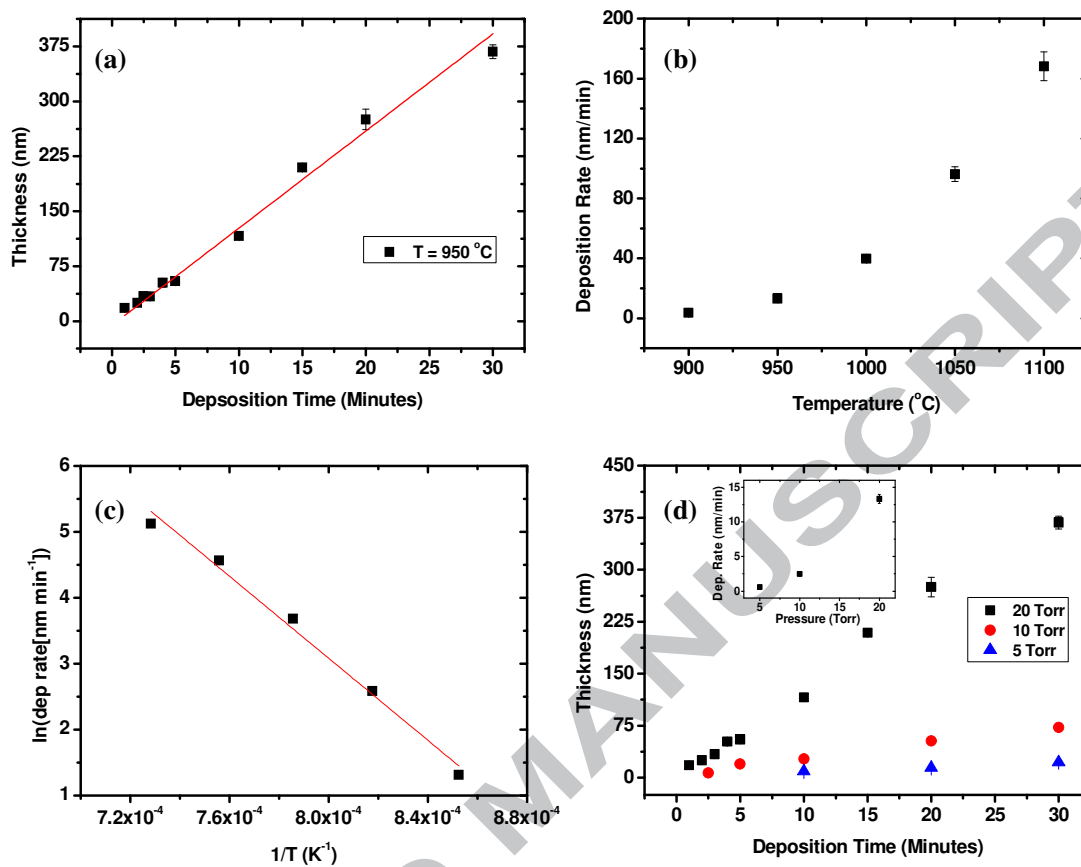 (a)
Thickness (nm)
375
300
225
150
75
0
T = 950 °C
0 5 10 15 20 25 30
Depsosition Time (Minutes)
(b)
Deposition Rate (nm/min)
200
160
120
80
40
0
900 950 1000 1050 1100
Temperature (°C)
(c)
ln(dep rate[nm min⁻¹])
6
5
4
3
2
1
7.2x10⁻⁴ 7.6x10⁻⁴ 8.0x10⁻⁴ 8.4x10⁻⁴ 8.8x10⁻⁴
1/T (K⁻¹)
(d)
Thickness (nm)
450
375
300
225
150
75
0
Dep. Rate (nm/min)
15
10
5
0
5 10 15 20
Pressure (Torr)
20 Torr
10 Torr
5 Torr
0 5 10 15 20 25 30
Deposition Time (Minutes)
MANUSCRIPT